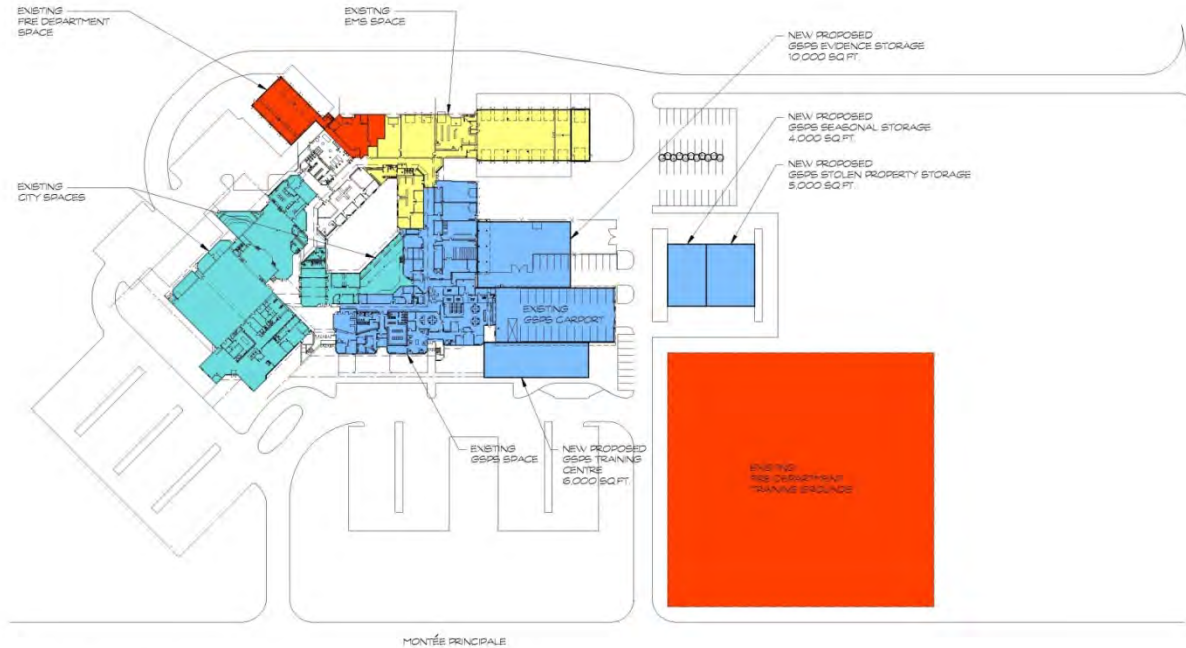 EXISTING
FIRE DEPARTMENT
SPACE
EXISTING
EMS SPACE
NEW PROPOSED
GSPS EVIDENCE STORAGE
10,000 SQ.FT.
NEW PROPOSED
GSPS SEASONAL STORAGE
4,000 SQ.FT.
NEW PROPOSED
GSPS STOLEN PROPERTY STORAGE
5,000 SQ.FT.
EXISTING
CITY SPACES
EXISTING
GSPS CARPORT
EXISTING
GSPS SPACE
NEW PROPOSED
GSPS TRAINING
CENTRE
6,000 SQ.FT.
EXISTING
FIRE DEPARTMENT
TRAINING GROUNDS
MONTÉE PRINCIPALE